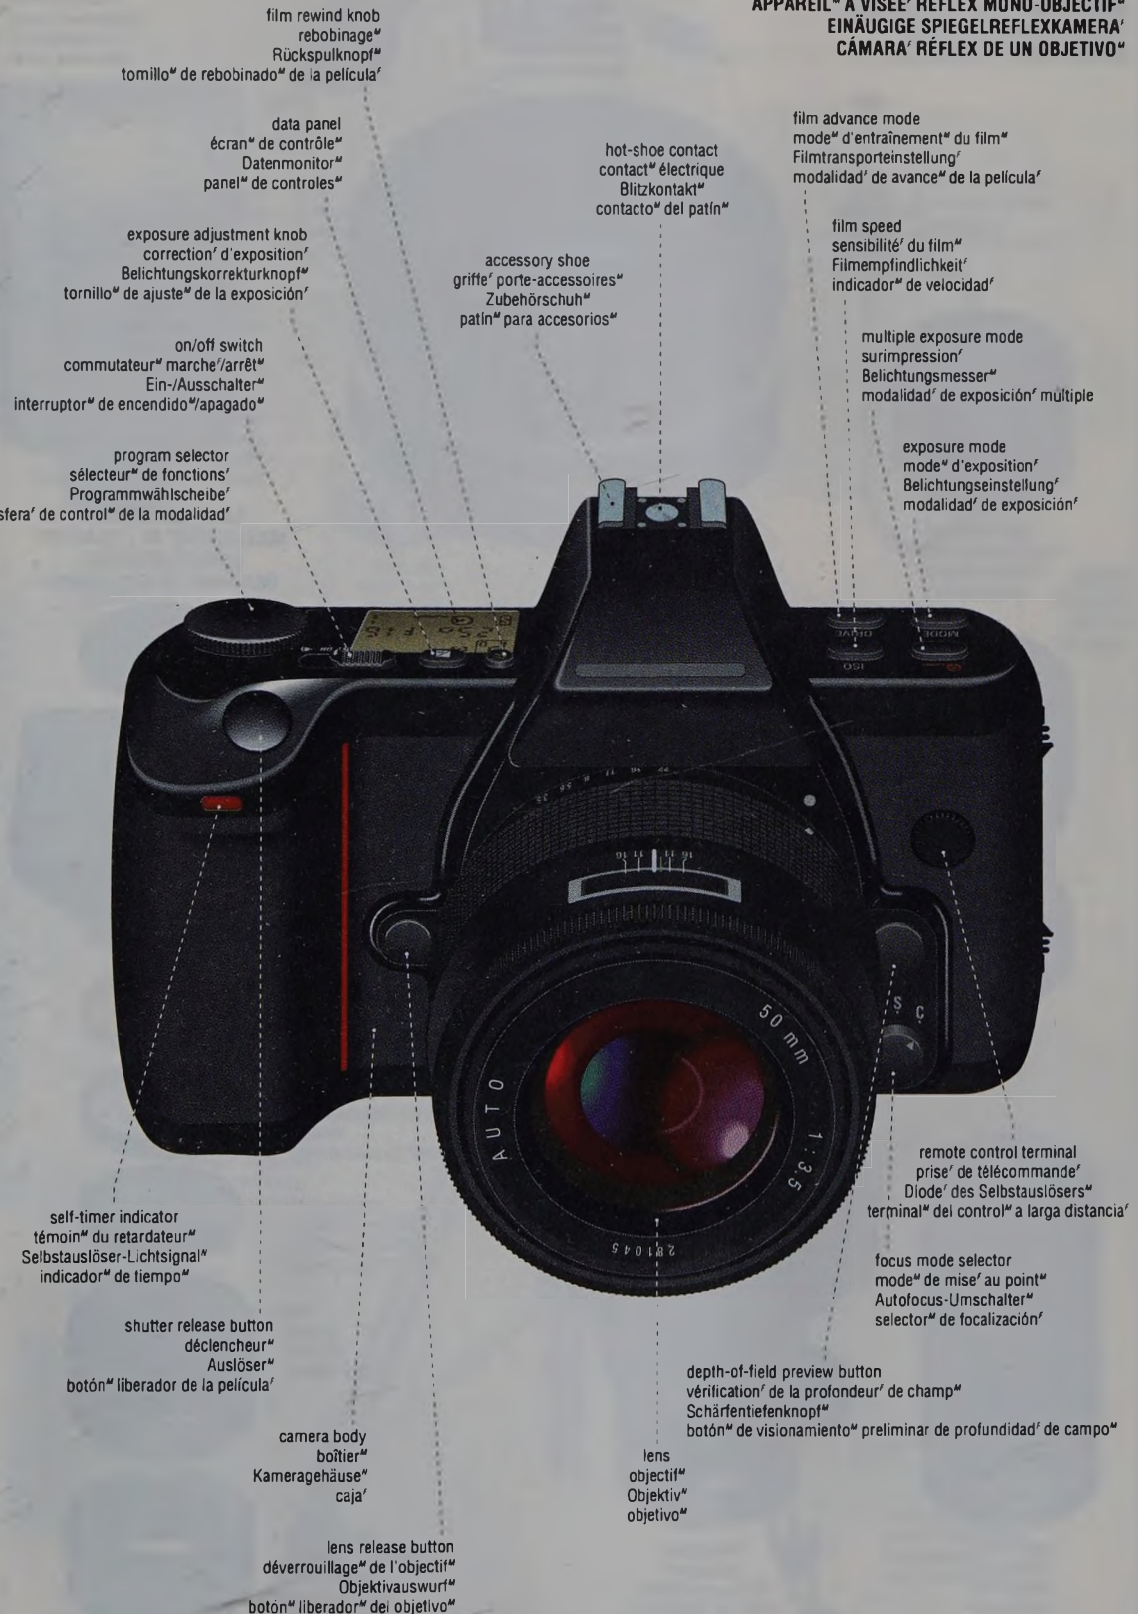 APPAREIL^M À VISÉE^F REFLEX MONO-OBJECTIF^M
EINÄUGIGE SPIEGELREFLEXKAMERA^F
CÁMARA^F RÉFLEX DE UN OBJETIVO^M
film rewind knob
rebobinage^M
Rückspulknopf^M
tornillo^M de rebobinado^M de la película^F
data panel
écran^M de contrôle^M
Datenmonitor^M
panel^M de controles^M
exposure adjustment knob
correction^F d'exposition^F
Belichtungskorrekturknopf^M
tornillo^M de ajuste^M de la exposición^F
on/off switch
commutateur^M marche^F/arrêt^M
Ein-/Ausschalter^M
interruptor^M de encendido^M/apagado^M
program selector
sélecteur^M de fonctions^F
Programmwählscheibe^F
sfera^F de control^M de la modalidad^F
hot-shoe contact
contact^M électrique
Blitzkontakt^M
contacto^M del patín^M
accessory shoe
griffe^F porte-accessoires^M
Zubehörschuh^M
patín^M para accesorios^M
film advance mode
mode^M d'entraînement^M du film^M
Filmtransporteinstellung^F
modalidad^F de avance^M de la película^F
film speed
sensibilité^F du film^M
Filmempfindlichkeit^F
indicador^M de velocidad^F
multiple exposure mode
surimpression^F
Belichtungsmesser^M
modalidad^F de exposición^F múltiple
exposure mode
mode^M d'exposition^F
Belichtungseinstellung^F
modalidad^F de exposición^F
DRIVE
MODE
ISO
16 11 11 16
S C
50 mm
AUTO
1:3.5
281045
remote control terminal
prise^F de télécommande^F
Diode^F des Selbstauslösers^M
terminal^M del control^M a larga distancia^F
self-timer indicator
témoin^M du retardateur^M
Selbstauslöser-Lichtsignal^N
indicador^M de tiempo^M
focus mode selector
mode^M de mise^F au point^M
Autofocus-Umschalter^M
selector^M de focalización^F
shutter release button
déclencheur^M
Auslöser^M
botón^M liberador de la película^F
depth-of-field preview button
vérification^F de la profondeur^F de champ^M
Schärfentiefenknopf^M
botón^M de visionamiento^M preliminar de profundidad^F de campo^M
camera body
boîtier^M
Kameragehäuse^N
caja^F
lens
objectif^M
Objektiv^N
objetivo^M
lens release button
déverrouillage^M de l'objectif^M
Objektivauswurf^M
botón^M liberador^M del objetivo^M